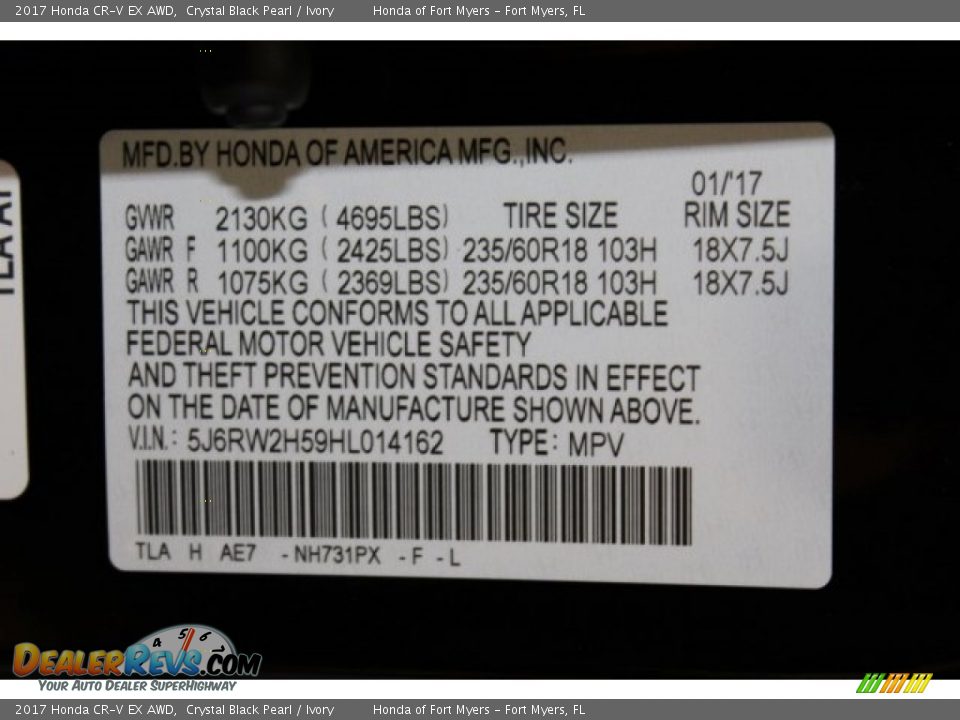 2017 Honda CR-V EX AWD, Crystal Black Pearl / Ivory Honda of Fort Myers - Fort Myers, FL
MFD.BY HONDA OF AMERICA MFG.,INC.
01/'17
GVWR 2130KG ( 4695LBS) TIRE SIZE RIM SIZE
GAWR F 1100KG ( 2425LBS) 235/60R18 103H 18X7.5J
GAWR R 1075KG ( 2369LBS) 235/60R18 103H 18X7.5J
THIS VEHICLE CONFORMS TO ALL APPLICABLE
FEDERAL MOTOR VEHICLE SAFETY
AND THEFT PREVENTION STANDARDS IN EFFECT
ON THE DATE OF MANUFACTURE SHOWN ABOVE.
V.I.N.: 5J6RW2H59HL014162 TYPE: MPV
TLA H AE7 -NH731PX -F -L
4 5 6
DEALERREVS.COM
YOUR AUTO DEALER SUPERHIGHWAY
2017 Honda CR-V EX AWD, Crystal Black Pearl / Ivory Honda of Fort Myers - Fort Myers, FL